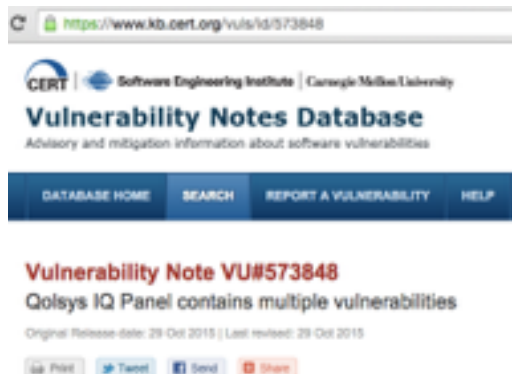 https://www.kb.cert.org/vuls/id/573848
CERT Software Engineering Institute Carnegie Mellon University
Vulnerability Notes Database
Advisory and mitigation information about software vulnerabilities
DATABASE HOME SEARCH REPORT A VULNERABILITY HELP
Vulnerability Note VU#573848
Qolsys IQ Panel contains multiple vulnerabilities
Original Release date: 29 Oct 2015 | Last revised: 29 Oct 2015
Print Tweet Send Share